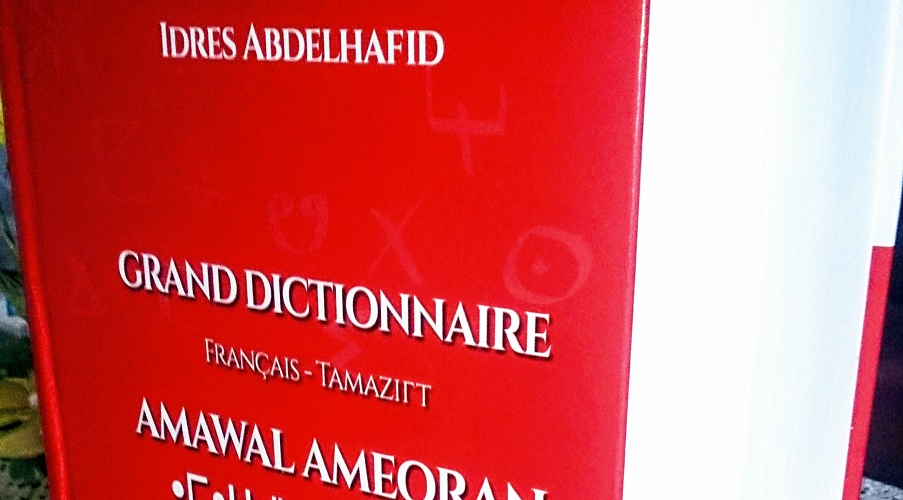 IDRES ABDELHAFID
GRAND DICTIONNAIRE
FRANÇAIS - TAMAZIΓT
AMAWAL AMEQRAN